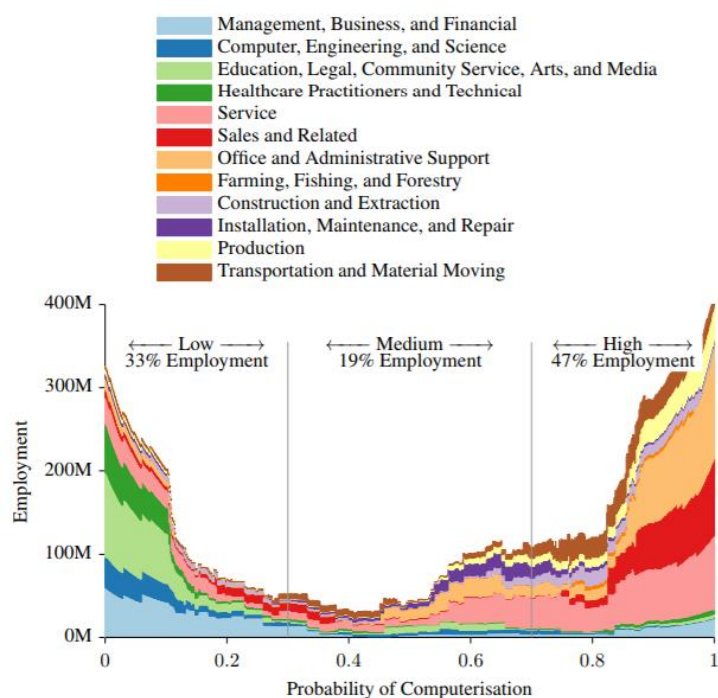 Management, Business, and Financial
Computer, Engineering, and Science
Education, Legal, Community Service, Arts, and Media
Healthcare Practitioners and Technical
Service
Sales and Related
Office and Administrative Support
Farming, Fishing, and Forestry
Construction and Extraction
Installation, Maintenance, and Repair
Production
Transportation and Material Moving
400M
←— Low —→
33% Employment
←— Medium —→
19% Employment
←— High —→
47% Employment
300M
200M
100M
0M
Employment
0
0.2
0.4
0.6
0.8
1
Probability of Computerisation